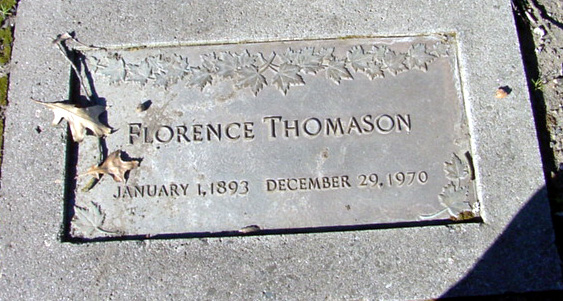 FLORENCE THOMASON
JANUARY 1, 1893 DECEMBER 29, 1970